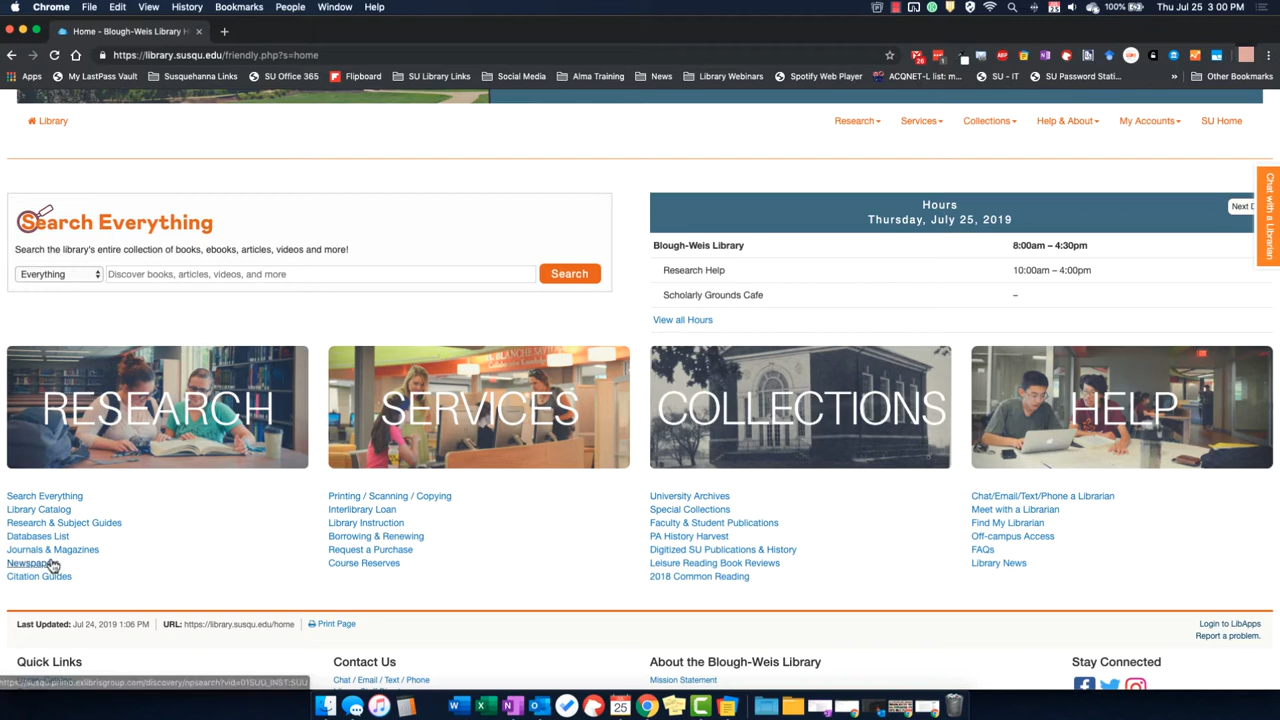 Chrome File Edit View History Bookmarks People Window Help 100% Thu Jul 25 3:00 PM
Home - Blough-Weis Library H
https://library.susqu.edu/friendly.php?s=home
Apps My LastPass Vault Susquehanna Links SU Office 365 Flipboard SU Library Links Social Media Alma Training News Library Webinars Spotify Web Player ACQNET-L list: m... SU - IT SU Password Stati... » Other Bookmarks
Library Research Services Collections Help & About My Accounts SU Home
Chat with a Librarian
Search Everything
Search the library's entire collection of books, ebooks, articles, videos and more!
Everything Discover books, articles, videos, and more Search
Hours
Thursday, July 25, 2019
Next D
Blough-Weis Library 8:00am – 4:30pm
Research Help 10:00am – 4:00pm
Scholarly Grounds Cafe –
View all Hours
RESEARCH SERVICES COLLECTIONS HELP
Search Everything
Library Catalog
Research & Subject Guides
Databases List
Journals & Magazines
Citation Guides
Printing / Scanning / Copying
Interlibrary Loan
Library Instruction
Borrowing & Renewing
Request a Purchase
Course Reserves
University Archives
Special Collections
Faculty & Student Publications
PA History Harvest
Digitized SU Publications & History
Leisure Reading Book Reviews
2018 Common Reading
Chat/Email/Text/Phone a Librarian
Meet with a Librarian
Find My Librarian
Off-campus Access
FAQs
Library News
Last Updated: Jul 24, 2019 1:06 PM URL: https://library.susqu.edu/home Print Page
Login to LibApps
Report a problem.
Quick Links Contact Us About the Blough-Weis Library Stay Connected
Chat / Email / Text / Phone
Mission Statement
https://susqu.primo.exlibrisgroup.com/discovery/npsearch?vid=01SUU_INST:SUU